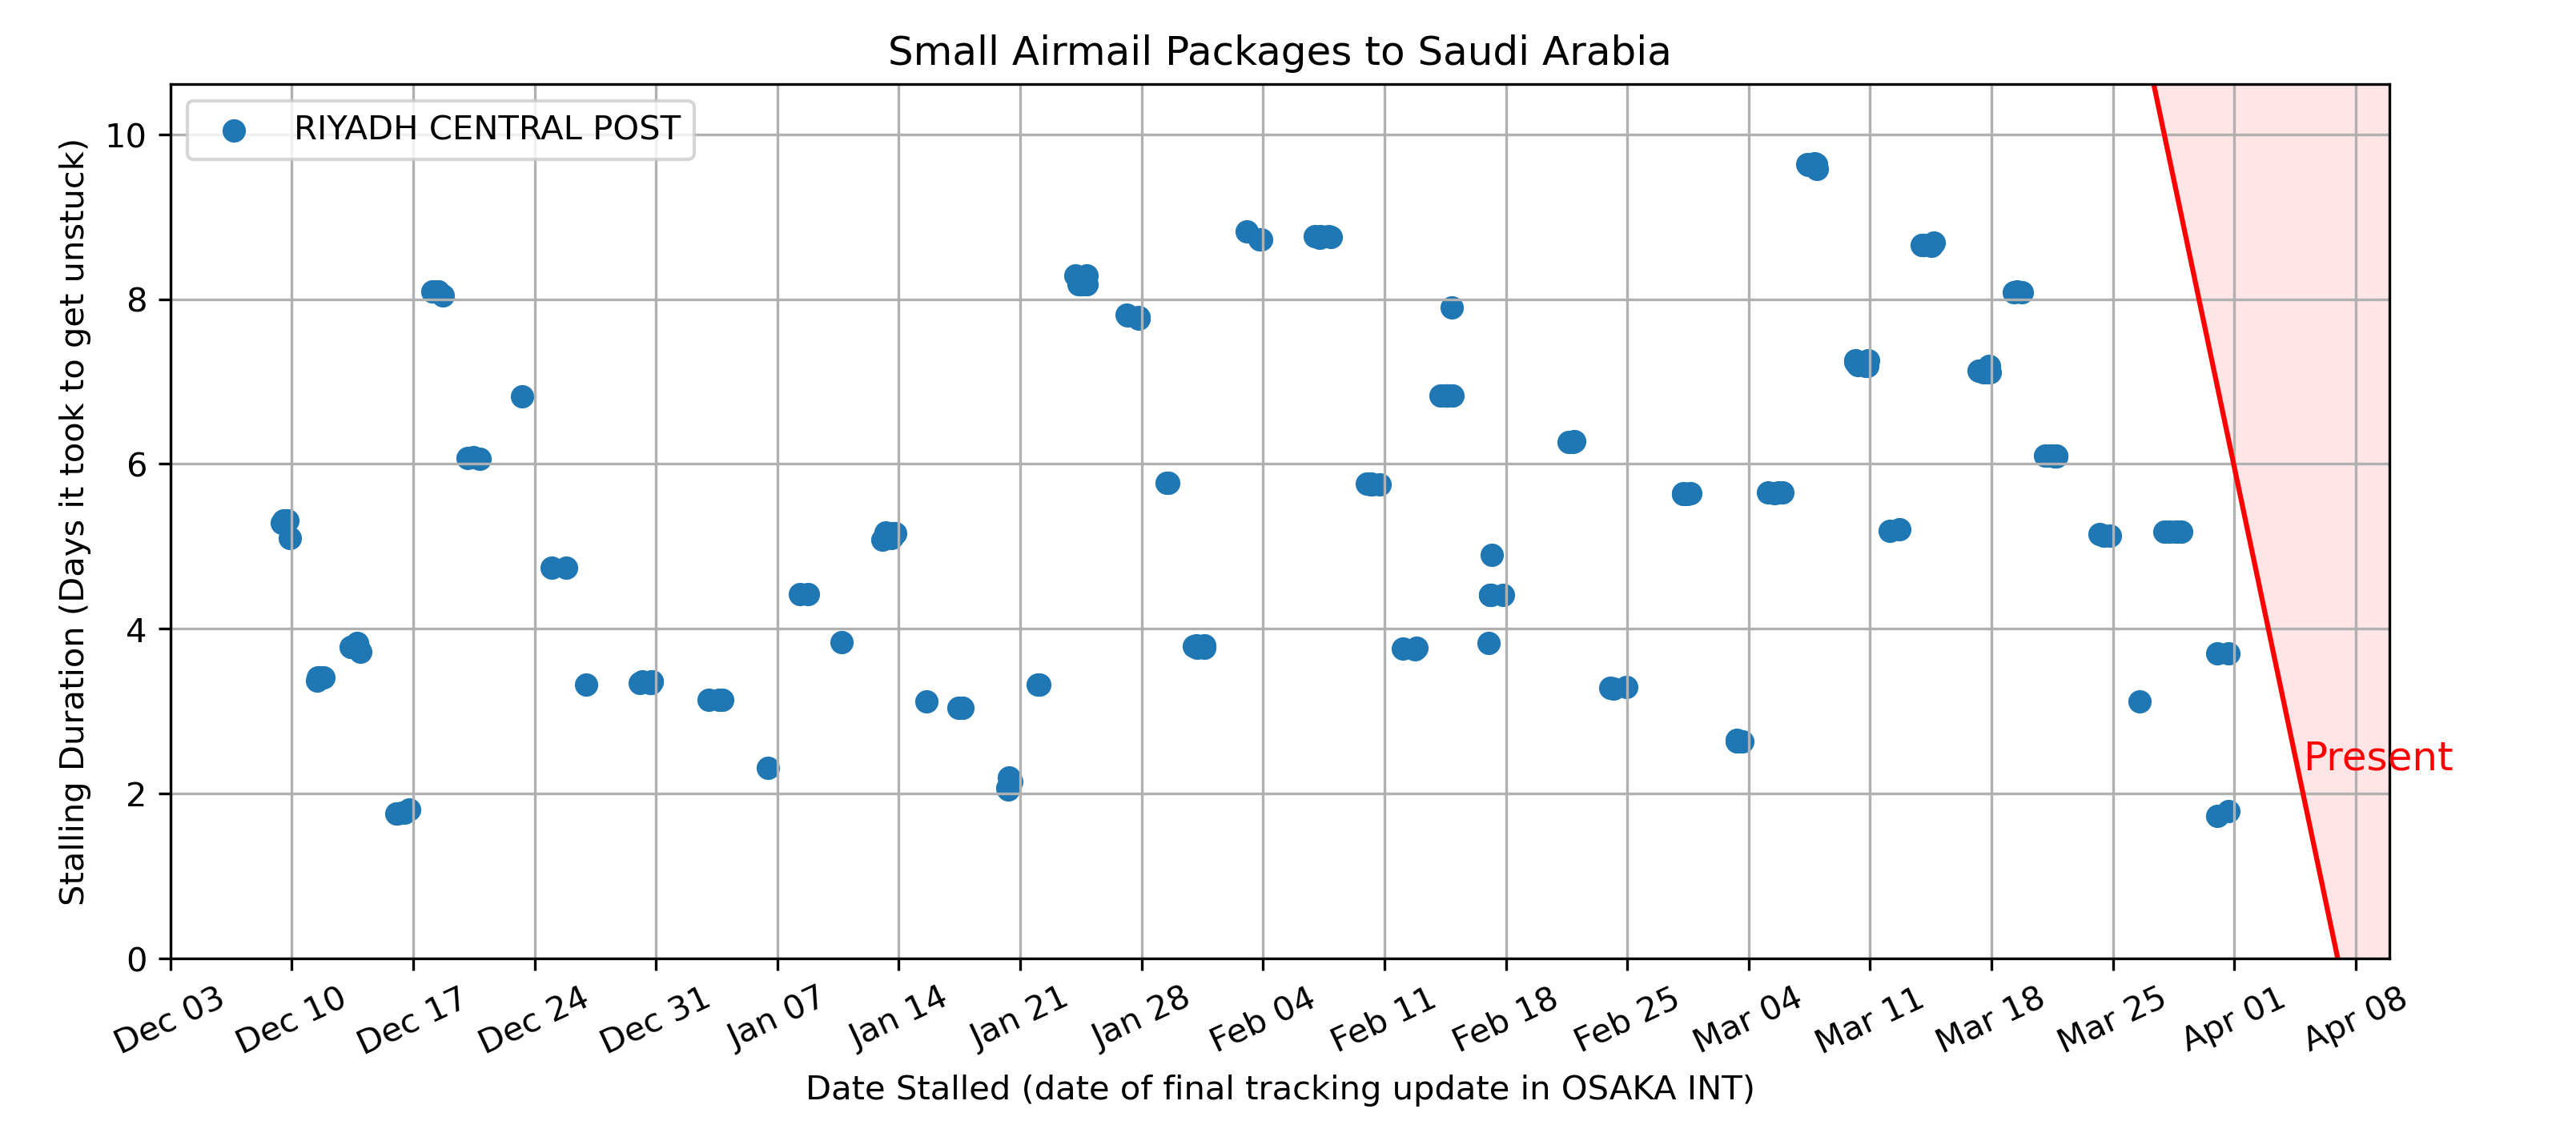 Small Airmail Packages to Saudi Arabia
RIYADH CENTRAL POST
Stalling Duration (Days it took to get unstuck)
10
8
6
4
2
0
Present
Dec 03
Dec 10
Dec 17
Dec 24
Dec 31
Jan 07
Jan 14
Jan 21
Jan 28
Feb 04
Feb 11
Feb 18
Feb 25
Mar 04
Mar 11
Mar 18
Mar 25
Apr 01
Apr 08
Date Stalled (date of final tracking update in OSAKA INT)